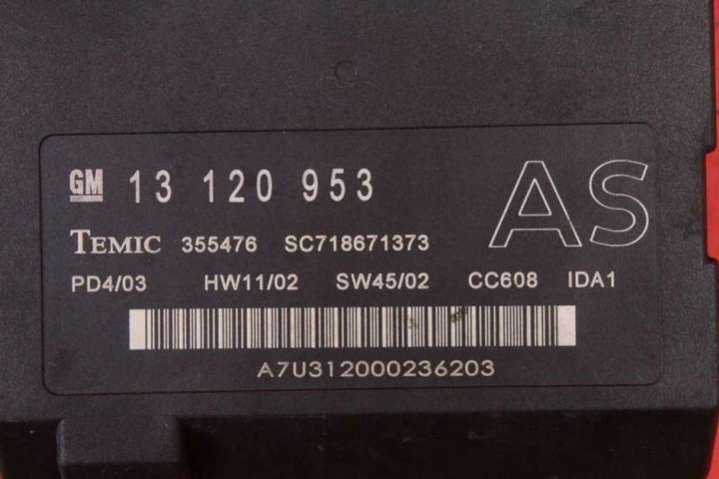 GM 13 120 953 AS
TEMIC 355476 SC718671373
PD4/03 HW11/02 SW45/02 CC608 IDA1
A7U312000236203